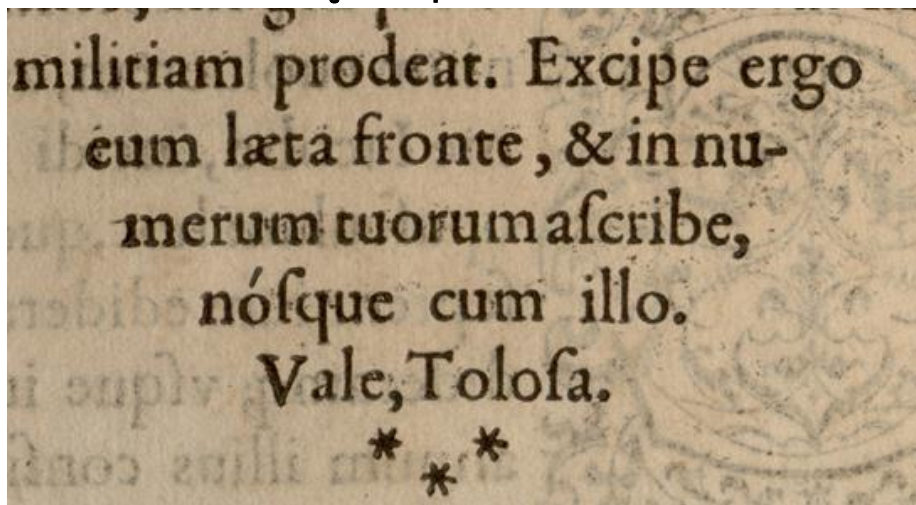 militiam prodeat. Excipe ergo
eum læta fronte, & in nu-
merum tuorum aſcribe,
nóſque cum illo.
Vale, Toloſa.
* *
*